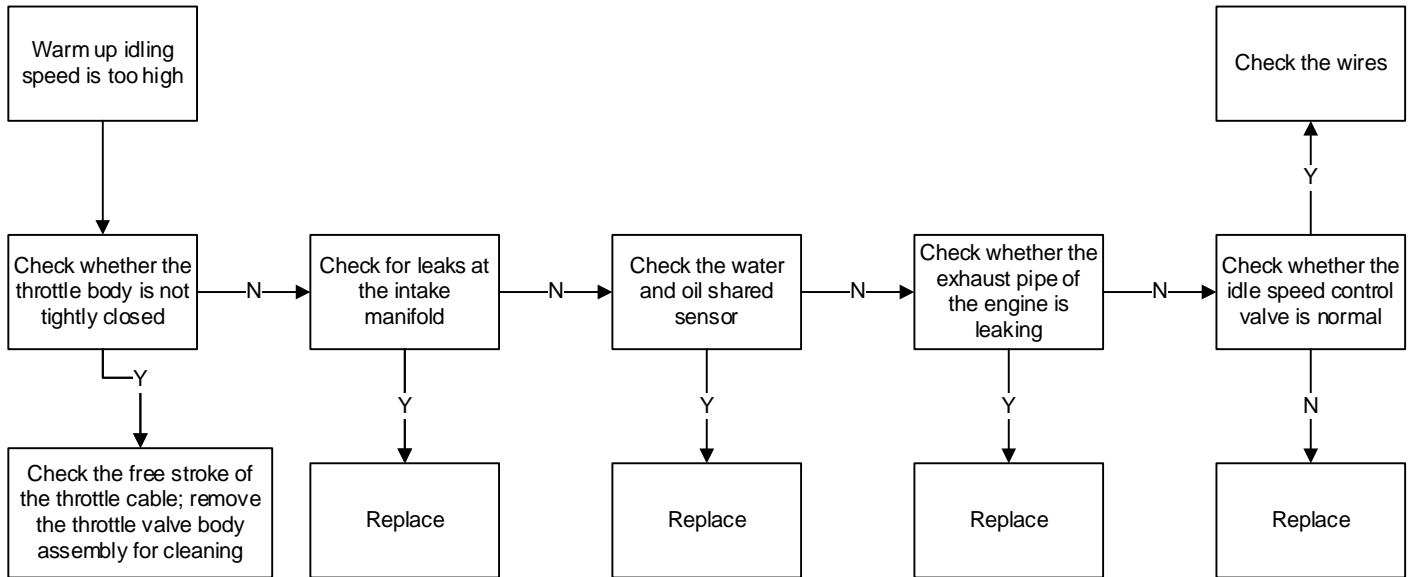 Warm up idling
speed is too high
Check the wires
Y
Check whether the
throttle body is not
tightly closed
N
Check for leaks at
the intake
manifold
N
Check the water
and oil shared
sensor
N
Check whether the
exhaust pipe of
the engine is
leaking
N
Check whether the
idle speed control
valve is normal
Y
Y
Y
Y
N
Check the free stroke of
the throttle cable; remove
the throttle valve body
assembly for cleaning
Replace
Replace
Replace
Replace